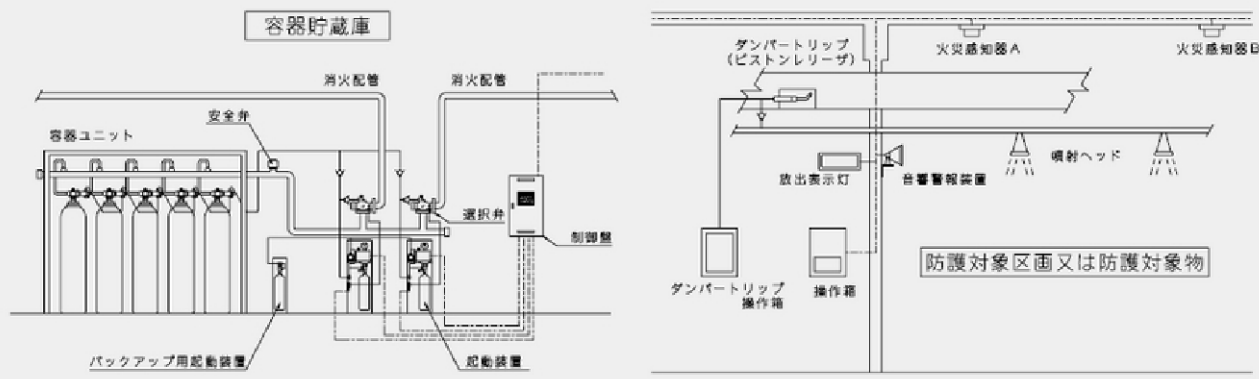 容器貯蔵庫
消火配管
消火配管
安全弁
容器ユニット
選択弁
制御盤
バックアップ用起動装置
起動装置
ダンパートリップ
（ピストンレリーザ）
火災感知器A
火災感知器B
放出表示灯
音響警報装置
噴射ヘッド
ダンパートリップ
操作箱
操作箱
防護対象区画又は防護対象物